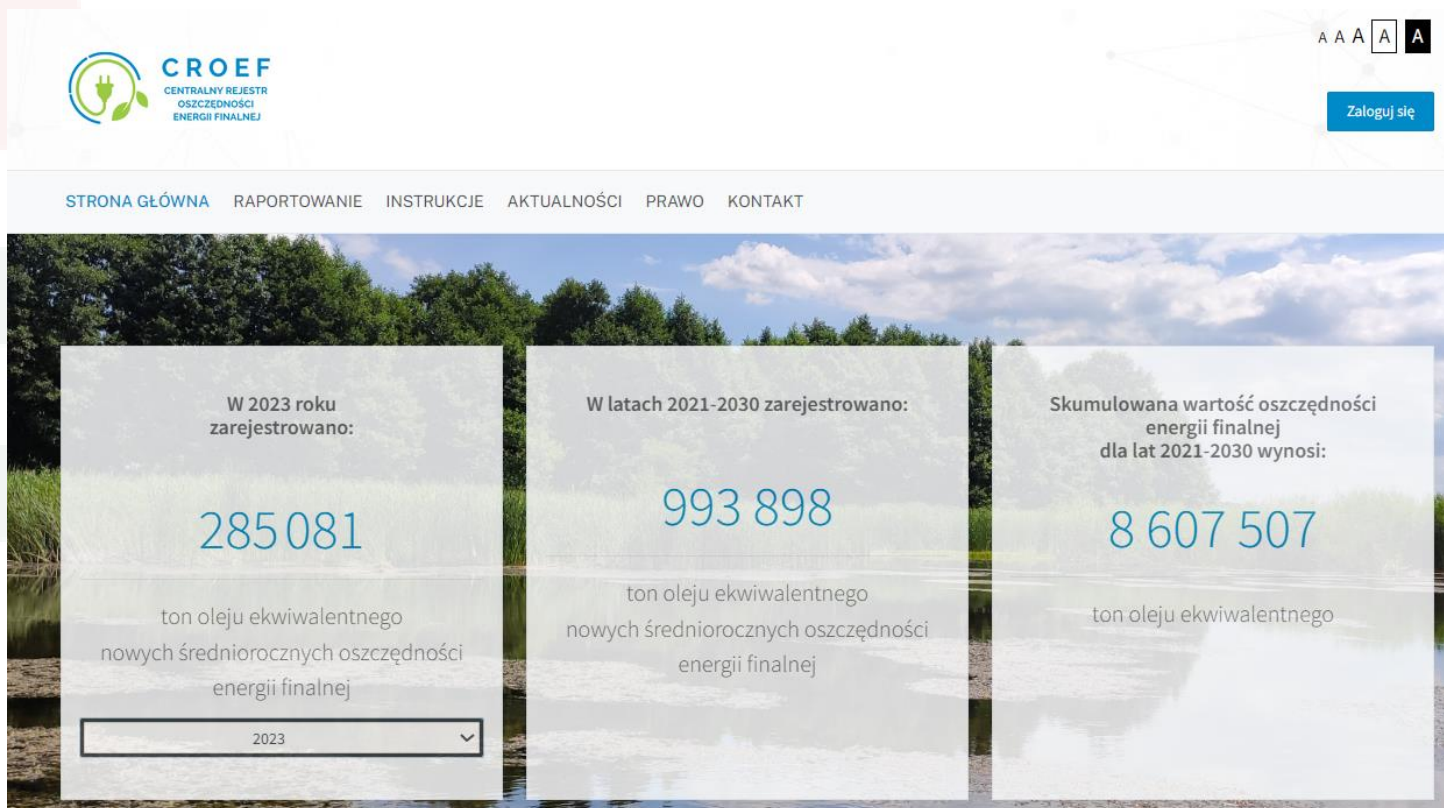 A A A A A
CROEF
CENTRALNY REJESTR
OSZCZĘDNOŚCI
ENERGII FINALNEJ
Zaloguj się
STRONA GŁÓWNA RAPORTOWANIE INSTRUKCJE AKTUALNOŚCI PRAWO KONTAKT
W 2023 roku
zarejestrowano:
285 081
ton oleju ekwiwalentnego
nowych średniorocznych oszczędności
energii finalnej
2023
W latach 2021-2030 zarejestrowano:
993 898
ton oleju ekwiwalentnego
nowych średniorocznych oszczędności
energii finalnej
Skumulowana wartość oszczędności
energii finalnej
dla lat 2021-2030 wynosi:
8 607 507
ton oleju ekwiwalentnego